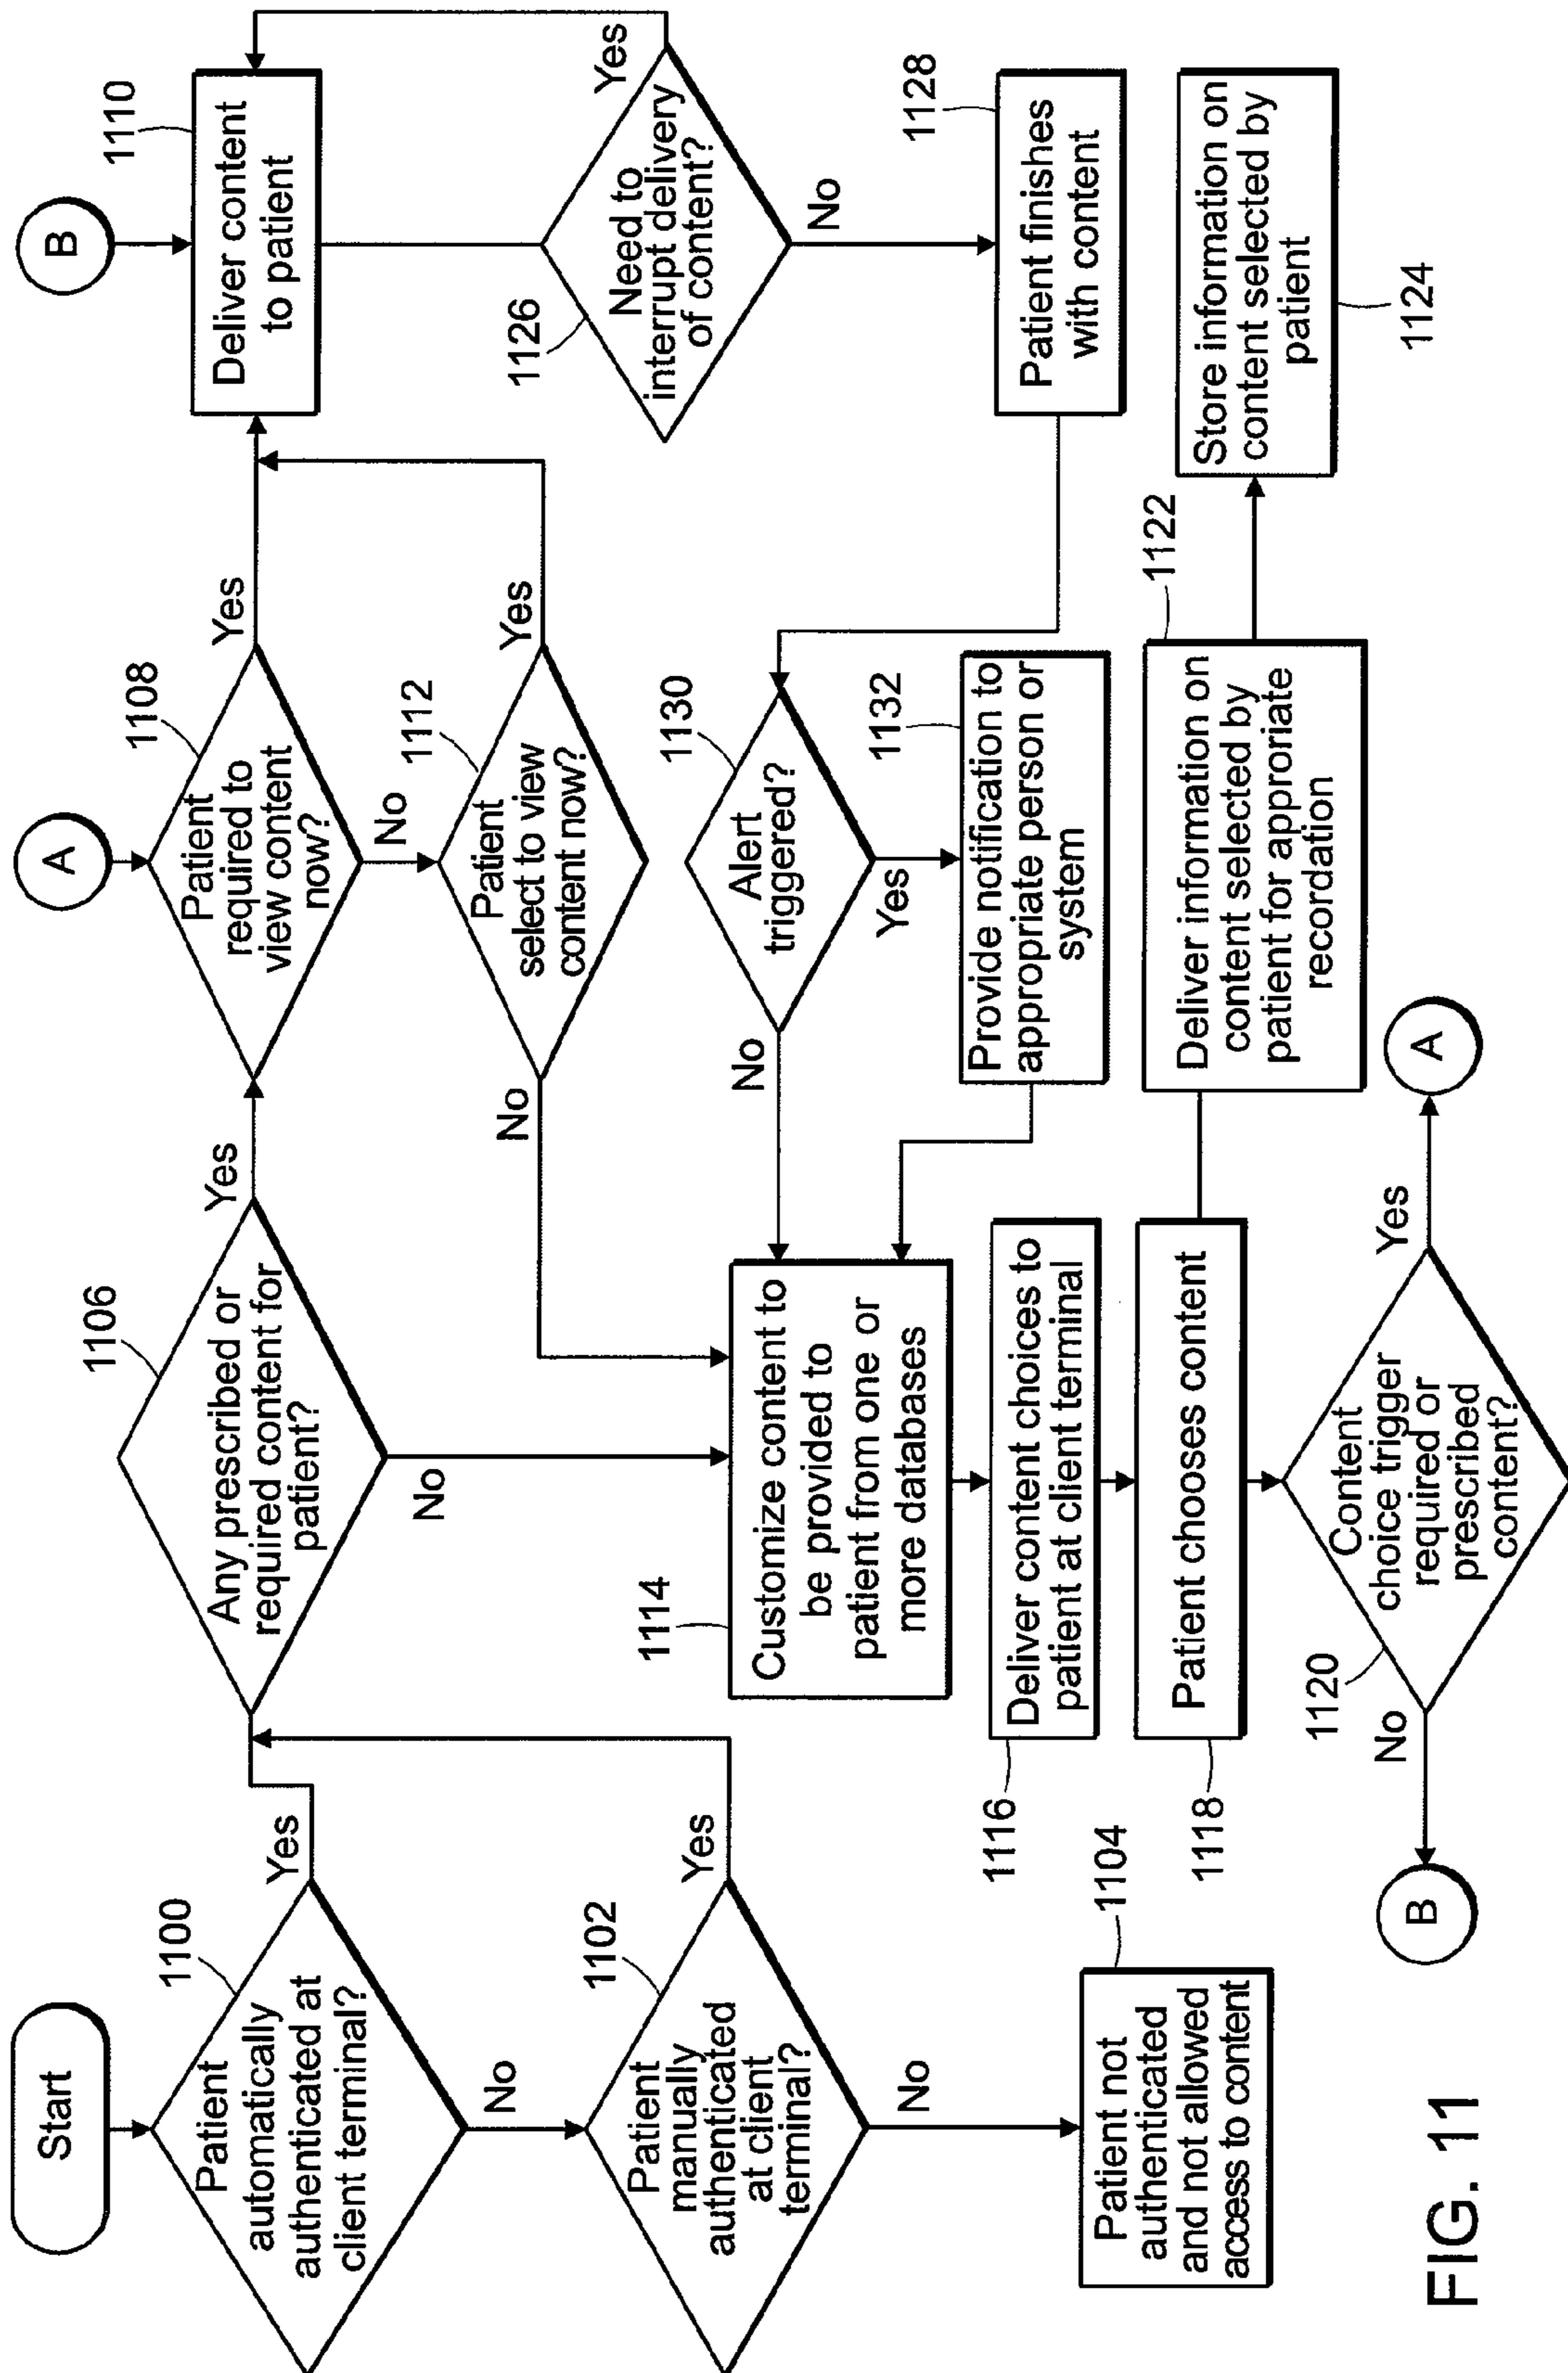 Start
1100
Patient
automatically
authenticated at
client terminal?
Yes
No
1102
Patient
manually
authenticated
at client
terminal?
Yes
No
1104
Patient not
authenticated
and not allowed
access to content
1106
Any prescribed or
required content for
patient?
Yes
No
A
1108
Patient
required to
view content
now?
Yes
No
1112
Patient
select to view
content now?
Yes
No
B
1110
Deliver content
to patient
1126
Need to
interrupt delivery
of content?
Yes
No
1128
Patient finishes
with content
1130
Alert
triggered?
No
Yes
1132
Provide notification to
appropriate person or
system
1114
Customize content to
be provided to
patient from one or
more databases
1116
Deliver content choices to
patient at client terminal
1118
Patient chooses content
1122
Deliver information on
content selected by
patient for approriate
recordation
1124
Store information on
content selected by
patient
1120
Content
choice trigger
required or
prescribed
content?
No
B
Yes
A
FIG. 11